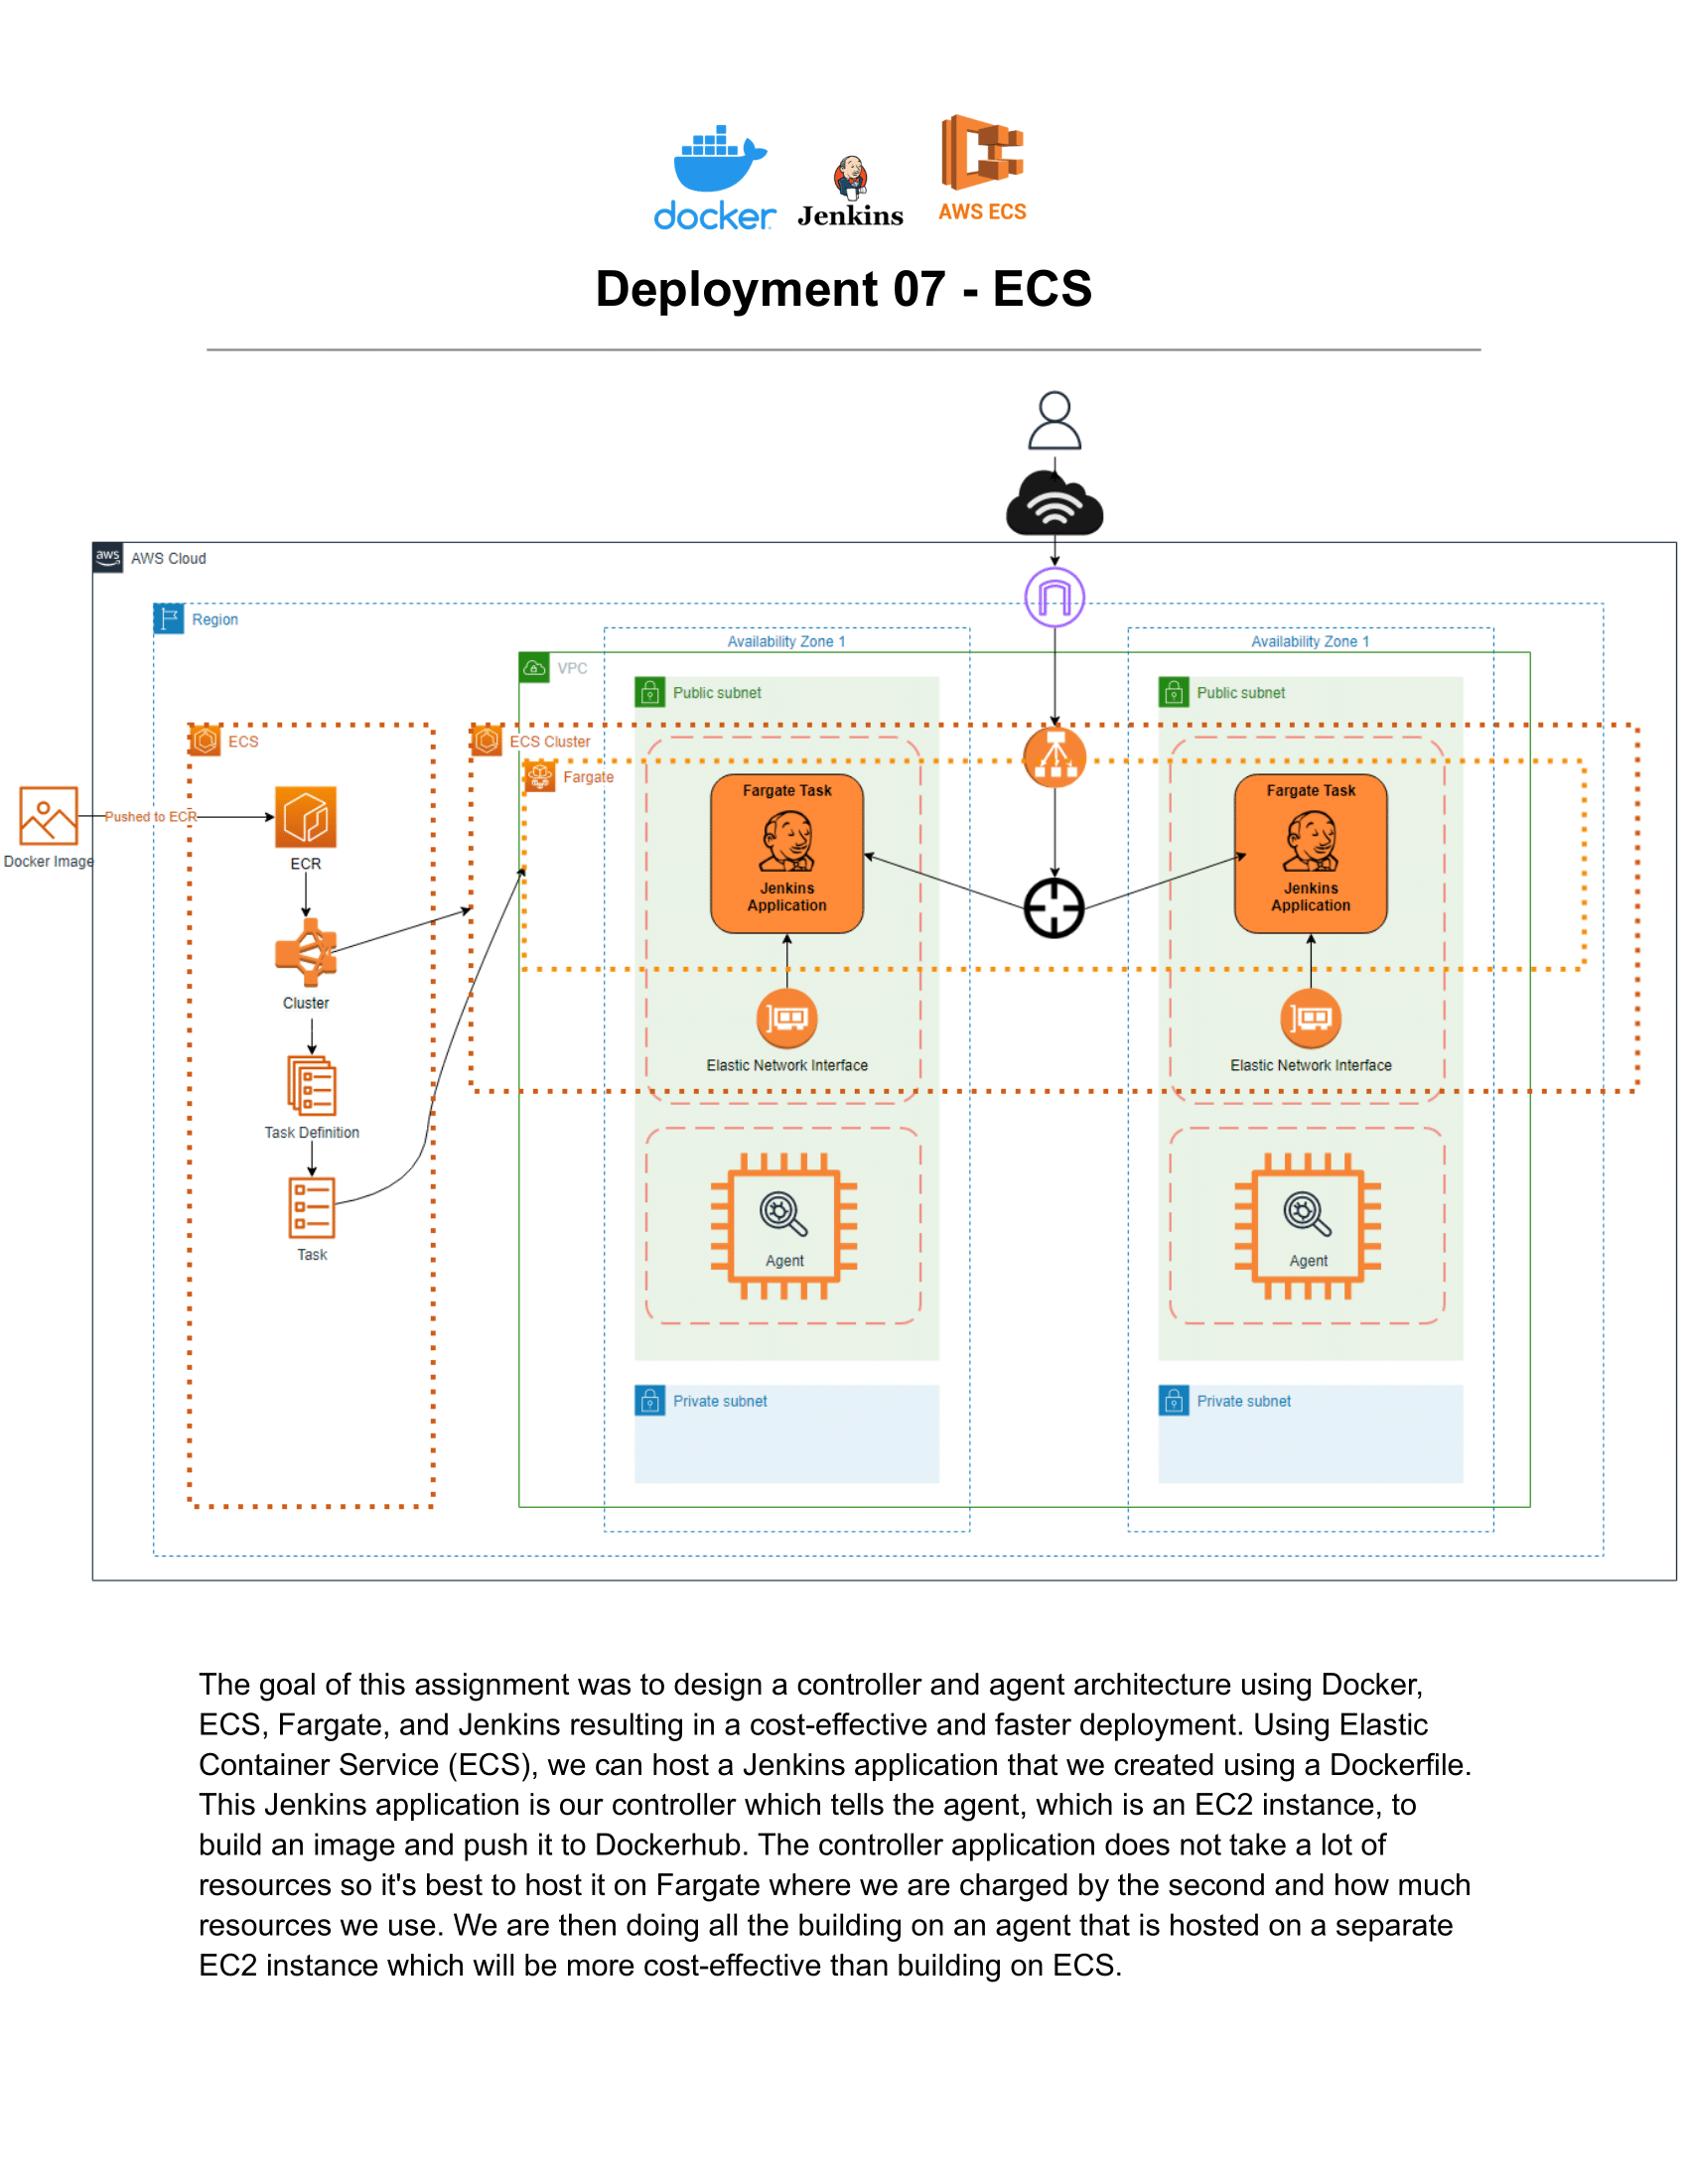 docker
Jenkins
AWS ECS
Deployment 07 - ECS
aws
AWS Cloud
Region
Availability Zone 1
Availability Zone 1
VPC
Public subnet
Public subnet
ECS
ECS Cluster
Fargate
Fargate Task
Jenkins
Application
Fargate Task
Jenkins
Application
Docker Image
Pushed to ECR
ECR
Cluster
Task Definition
Task
Elastic Network Interface
Elastic Network Interface
Agent
Agent
Private subnet
Private subnet
The goal of this assignment was to design a controller and agent architecture using Docker,
ECS, Fargate, and Jenkins resulting in a cost-effective and faster deployment. Using Elastic
Container Service (ECS), we can host a Jenkins application that we created using a Dockerfile.
This Jenkins application is our controller which tells the agent, which is an EC2 instance, to
build an image and push it to Dockerhub. The controller application does not take a lot of
resources so it's best to host it on Fargate where we are charged by the second and how much
resources we use. We are then doing all the building on an agent that is hosted on a separate
EC2 instance which will be more cost-effective than building on ECS.